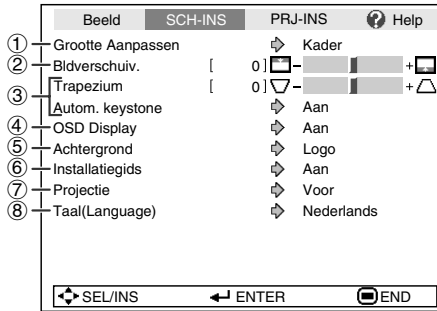 Beeld SCH-INS PRJ-INS Help
① Grootte Aanpassen Kader
② Bldverschuiv. [ 0 ] - +
③ Trapezium [ 0 ] - +
Autom. keystone Aan
④ OSD Display Aan
⑤ Achtergrond Logo
⑥ Installatiegids Aan
⑦ Projectie Voor
⑧ Taal(Language) Nederlands
SEL/INS ENTER END